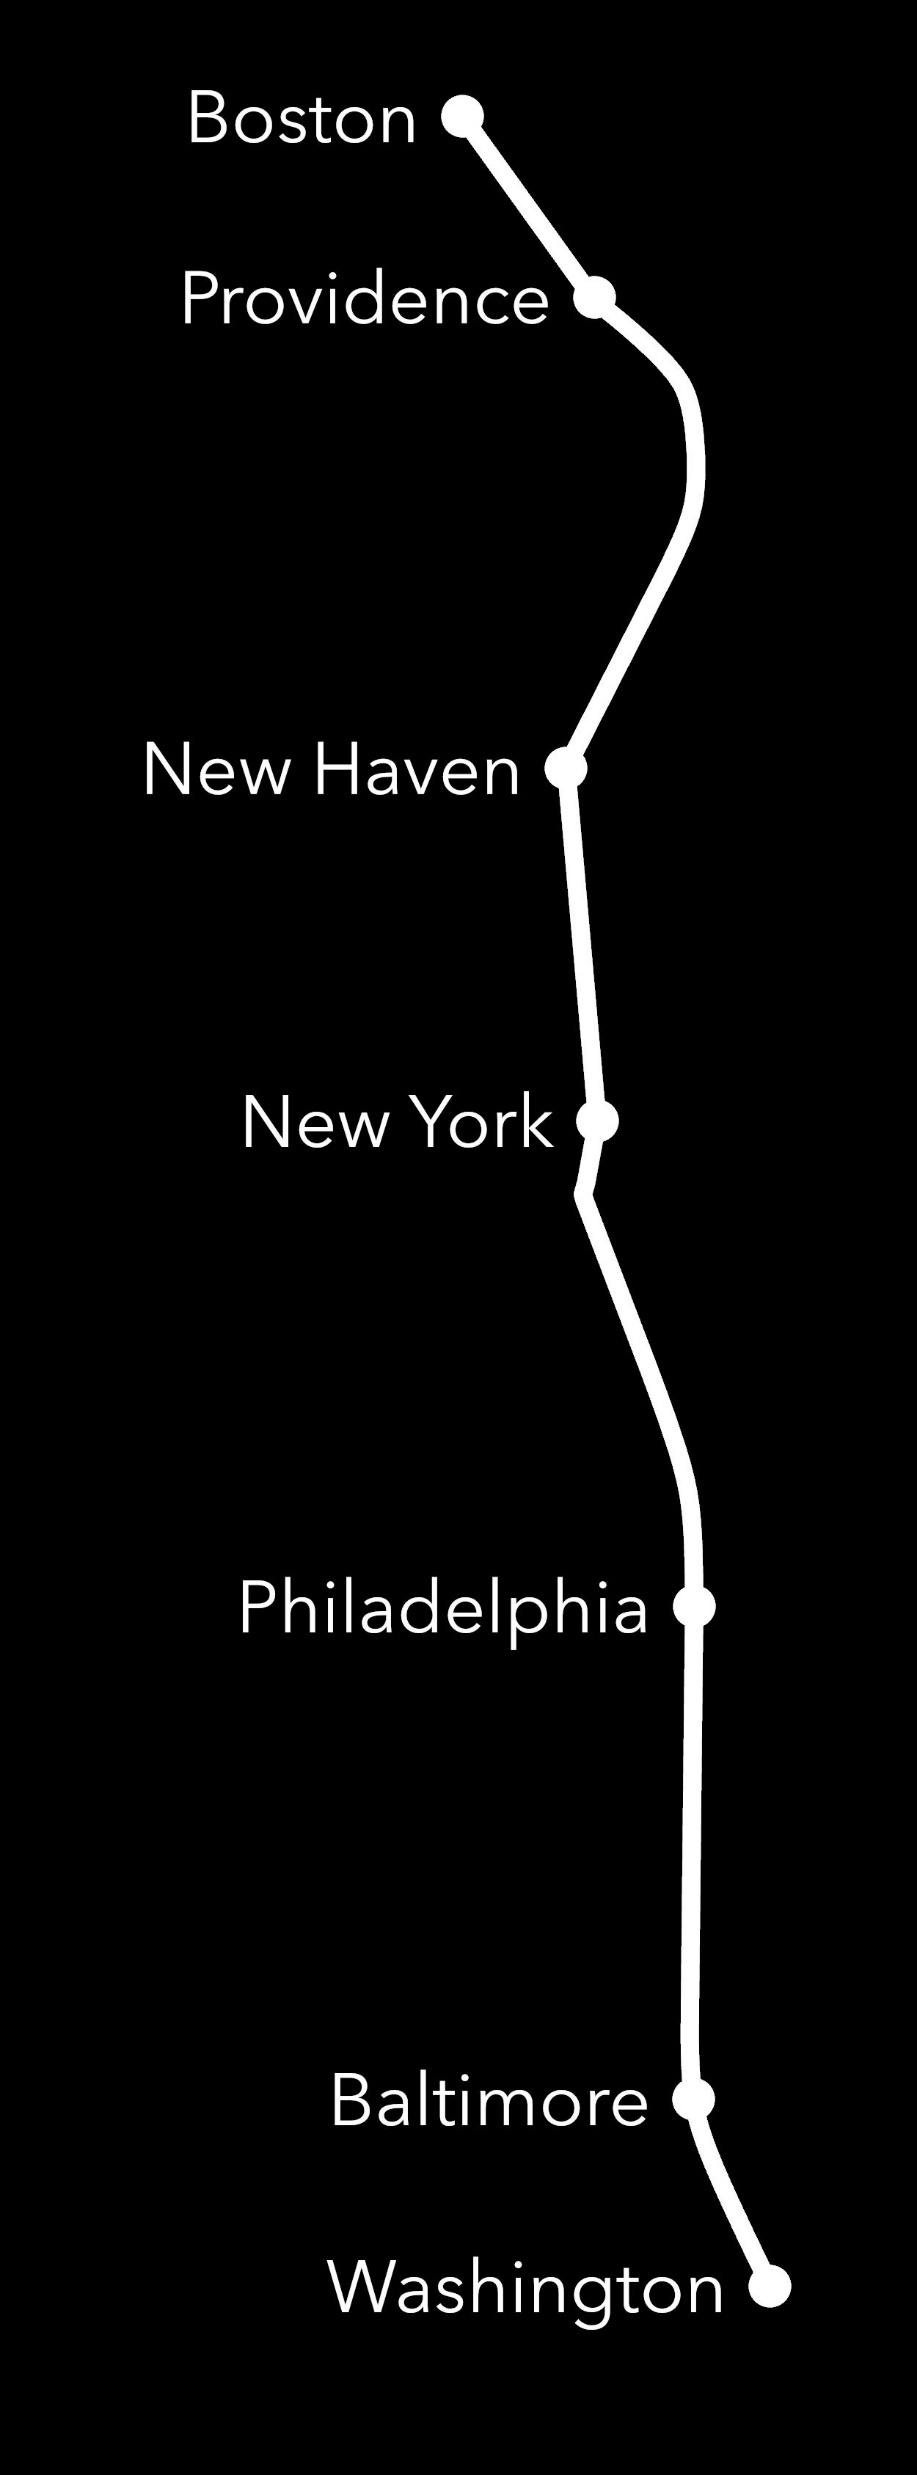 Boston
Providence
New Haven
New York
Philadelphia
Baltimore
Washington